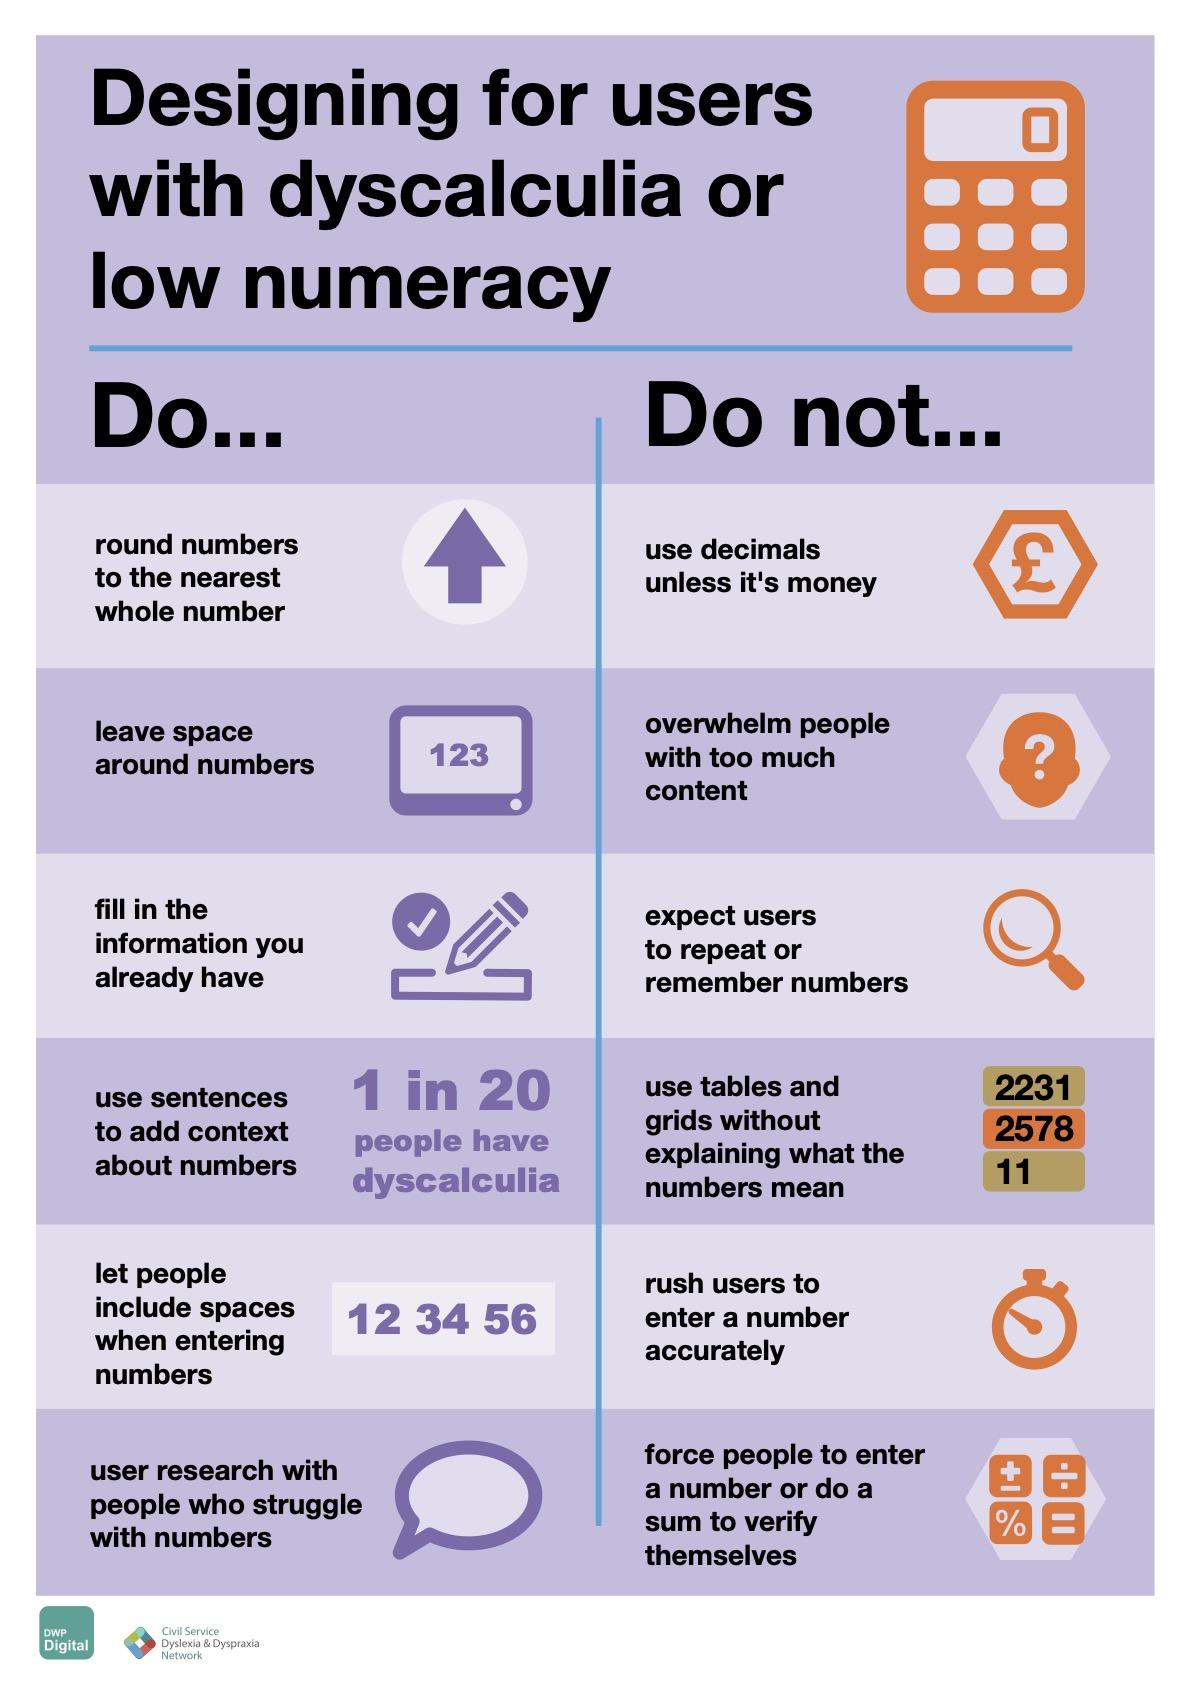 Designing for users
with dyscalculia or
low numeracy
0
Do...
Do not...
round numbers
to the nearest
whole number
use decimals
unless it's money
£
leave space
around numbers
123
overwhelm people
with too much
content
?
fill in the
information you
already have
expect users
to repeat or
remember numbers
use sentences
to add context
about numbers
1 in 20
people have
dyscalculia
use tables and
grids without
explaining what the
numbers mean
2231
2578
11
let people
include spaces
when entering
numbers
12 34 56
rush users to
enter a number
accurately
user research with
people who struggle
with numbers
force people to enter
a number or do a
sum to verify
themselves
± ÷
% =
DWP
Digital
Civil Service
Dyslexia & Dyspraxia
Network